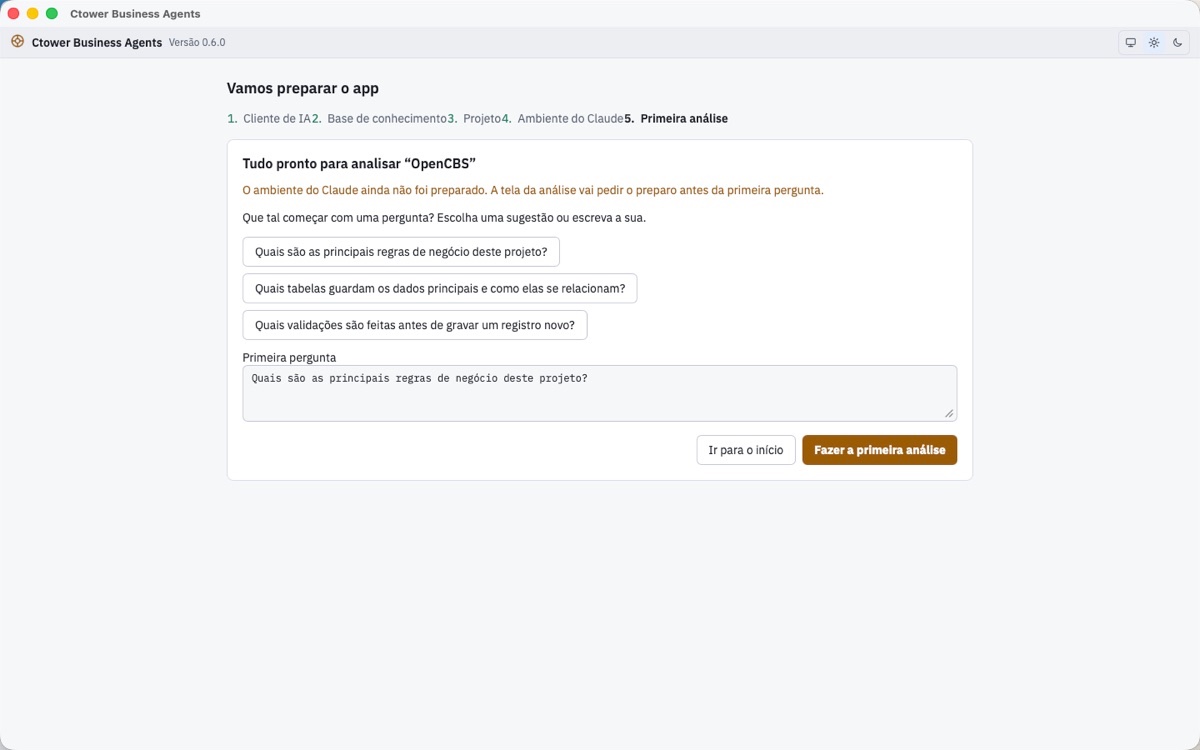 Ctower Business Agents
Ctower Business Agents Versão 0.6.0
Vamos preparar o app
1. Cliente de IA2. Base de conhecimento3. Projeto4. Ambiente do Claude5. Primeira análise
Tudo pronto para analisar “OpenCBS”
O ambiente do Claude ainda não foi preparado. A tela da análise vai pedir o preparo antes da primeira pergunta.
Que tal começar com uma pergunta? Escolha uma sugestão ou escreva a sua.
Quais são as principais regras de negócio deste projeto?
Quais tabelas guardam os dados principais e como elas se relacionam?
Quais validações são feitas antes de gravar um registro novo?
Primeira pergunta
Quais são as principais regras de negócio deste projeto?
Ir para o início Fazer a primeira análise